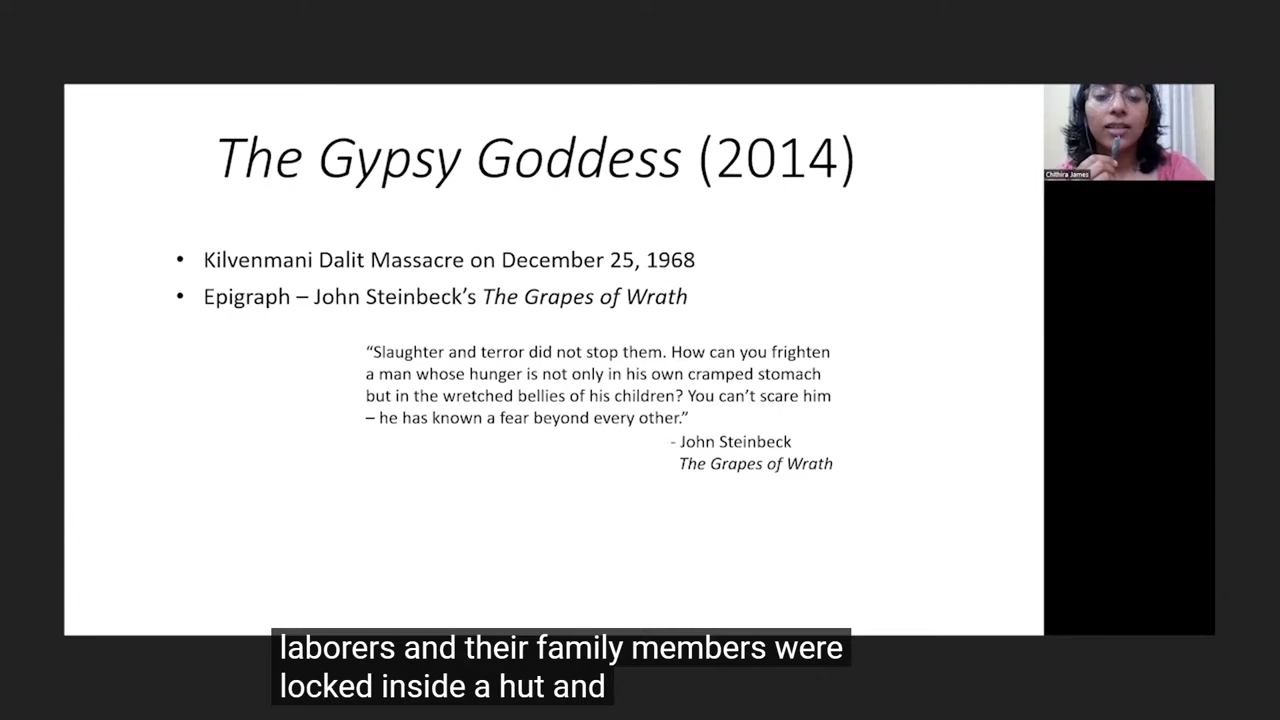 The Gypsy Goddess (2014)
• Kilvenmani Dalit Massacre on December 25, 1968
• Epigraph – John Steinbeck’s The Grapes of Wrath
“Slaughter and terror did not stop them. How can you frighten
a man whose hunger is not only in his own cramped stomach
but in the wretched bellies of his children? You can’t scare him
– he has known a fear beyond every other.”
- John Steinbeck
The Grapes of Wrath
Chithira James
laborers and their family members were
locked inside a hut and